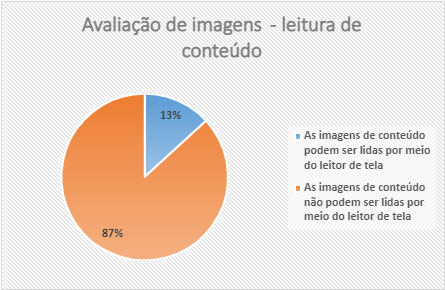 Avaliação de imagens - leitura de
conteúdo
13%
87%
As imagens de conteúdo
podem ser lidas por meio
do leitor de tela
As imagens de conteúdo
não podem ser lidas por
meio do leitor de tela